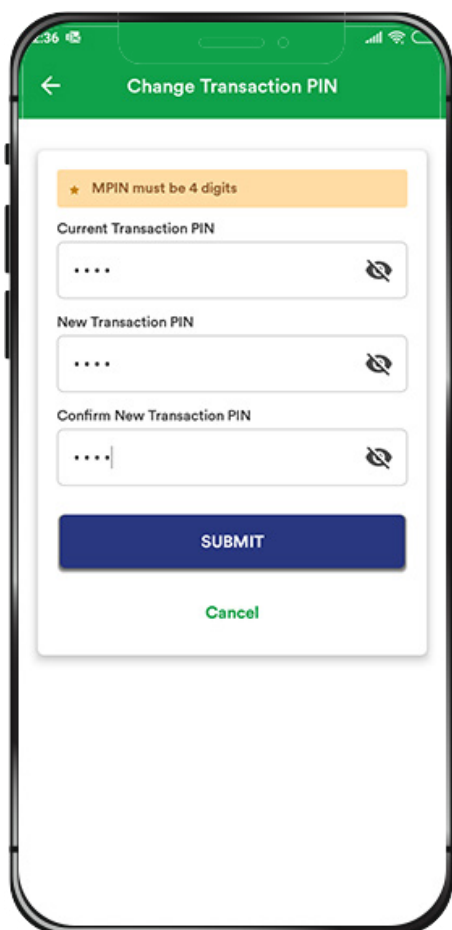 :36
Change Transaction PIN
MPIN must be 4 digits
Current Transaction PIN
••••
New Transaction PIN
••••
Confirm New Transaction PIN
••••
SUBMIT
Cancel